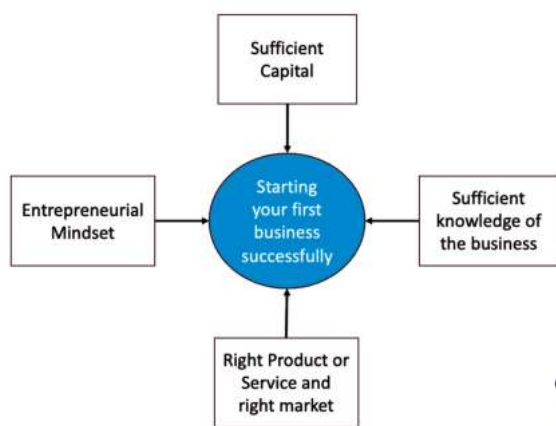 Sufficient
Capital
Entrepreneurial
Mindset
Starting
your first
business
successfully
Sufficient
knowledge of
the business
Right Product or
Service and
right market